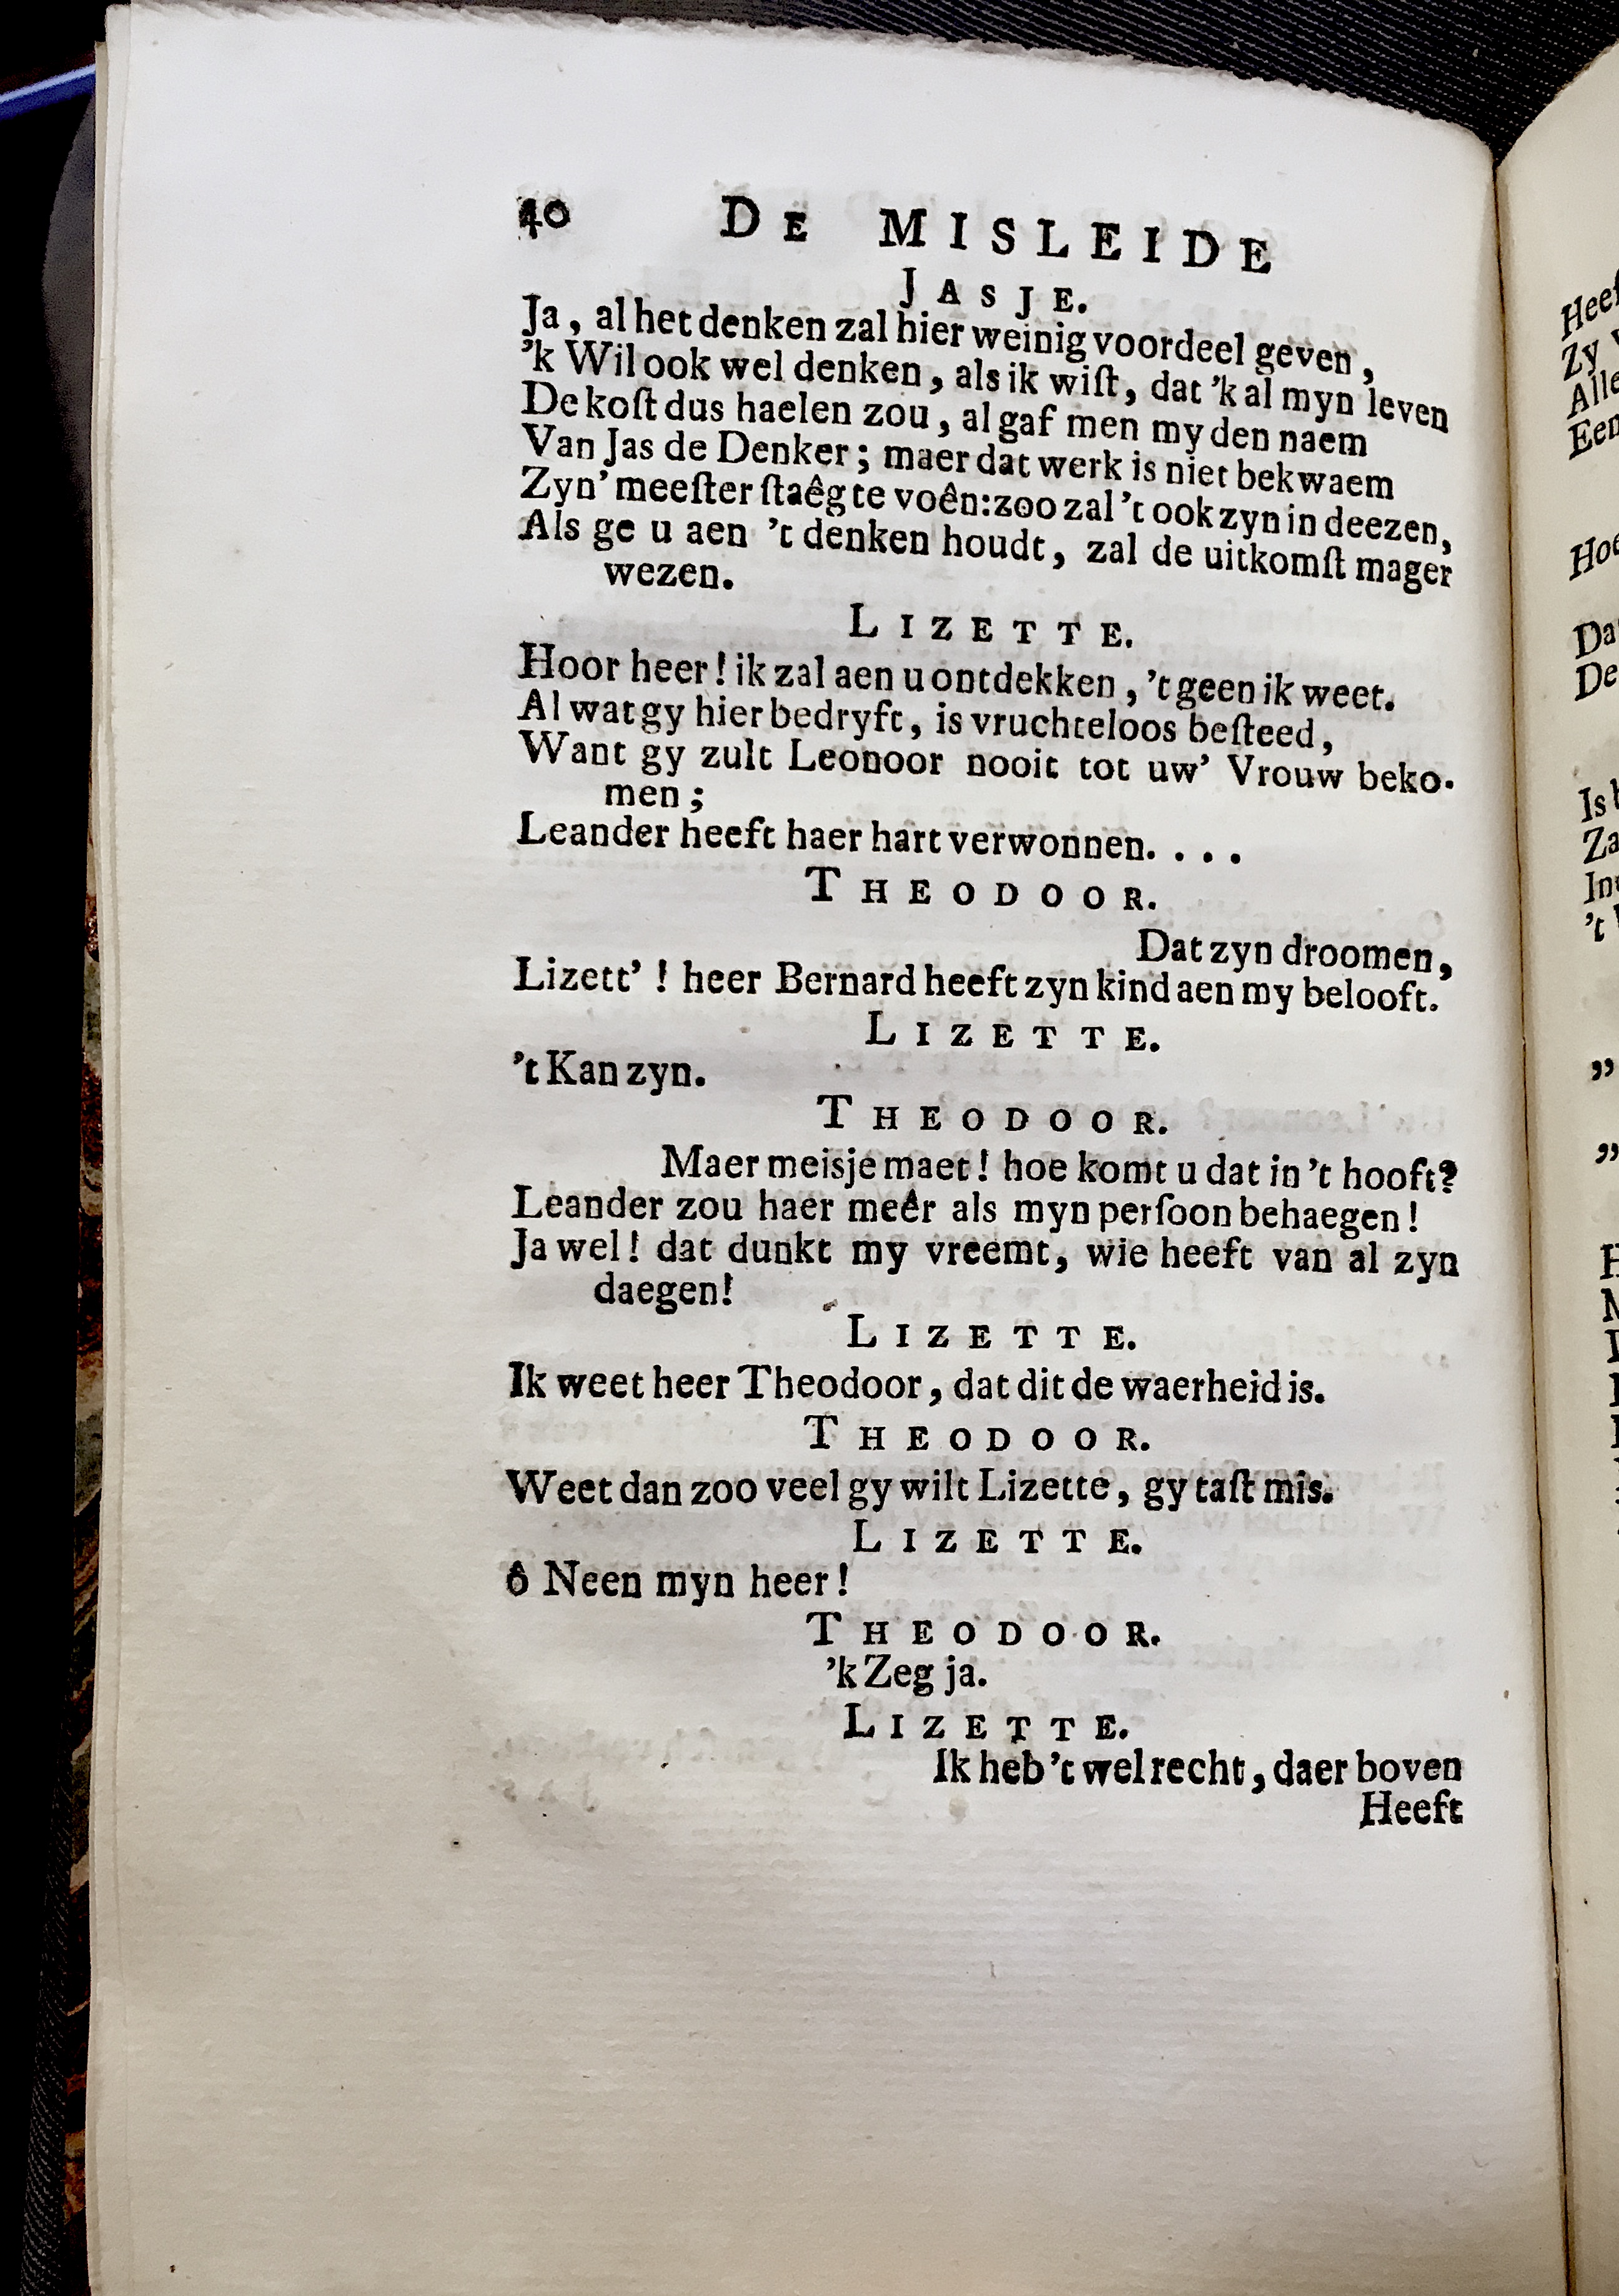 40 DE MISLEIDE
JASJE.
Ja, al het denken zal hier weinig voordeel geven,
'k Wil ook wel denken, als ik wiſt, dat 'k al myn leven
De koſt dus haelen zou, al gaf men my den naem
Van Jas de Denker; maer dat werk is niet bekwaem
Zyn' meeſter ſtaêg te voên: zoo zal 't ook zyn in deezen,
Als ge u aen 't denken houdt, zal de uitkomſt mager
wezen.
LIZETTE.
Hoor heer! ik zal aen u ontdekken, 't geen ik weet.
Al wat gy hier bedryft, is vruchteloos beſteed,
Want gy zult Leonoor nooit tot uw' Vrouw beko-
men;
Leander heeft haer hart verwonnen. . . .
THEODOOR.
Dat zyn droomen,
Lizett'! heer Bernard heeft zyn kind aen my belooft.
LIZETTE.
't Kan zyn.
THEODOOR.
Maer meisje maet! hoe komt u dat in 't hooft?
Leander zou haer meêr als myn perſoon behaegen!
Ja wel! dat dunkt my vreemt, wie heeft van al zyn
daegen!
LIZETTE.
Ik weet heer Theodoor, dat dit de waerheid is.
THEODOOR.
Weet dan zoo veel gy wilt Lizette, gy taſt mis.
LIZETTE.
ô Neen myn heer!
THEODOOR.
'k Zeg ja.
LIZETTE.
Ik heb 't wel recht, daer boven
Heeft
Zy
Een
De